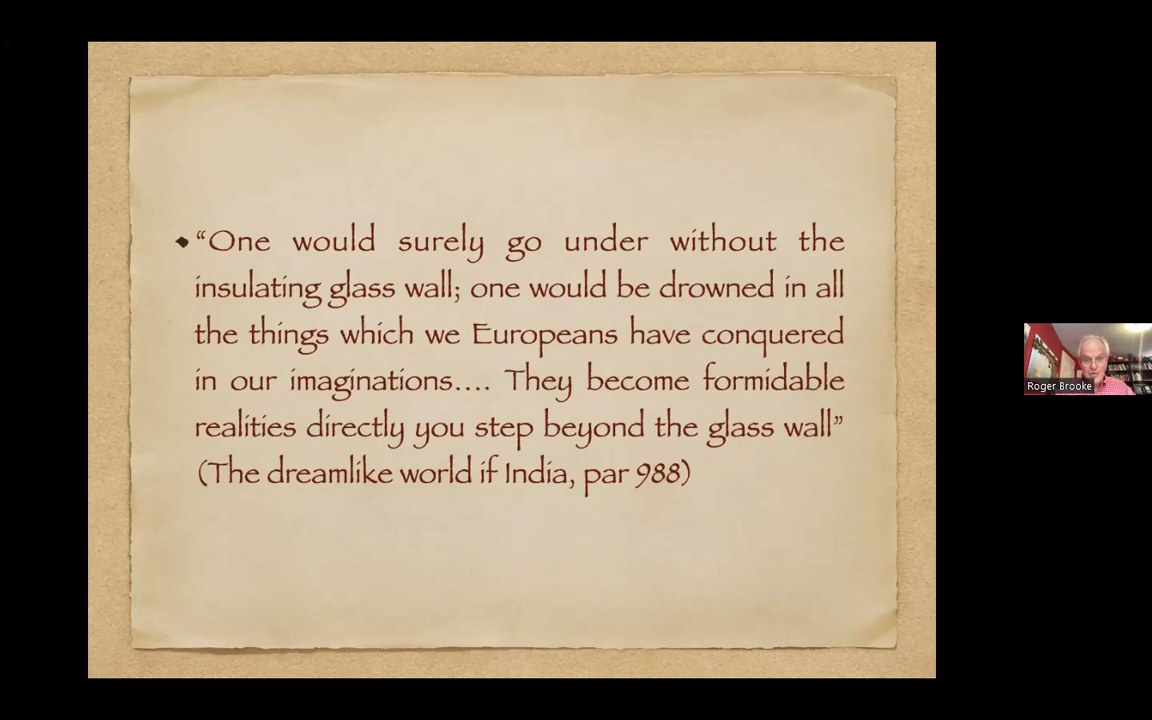 “One would surely go under without the
insulating glass wall; one would be drowned in all
the things which we Europeans have conquered
in our imaginations…. They become formidable
realities directly you step beyond the glass wall”
(The dreamlike world if India, par 988)
Roger Brooke